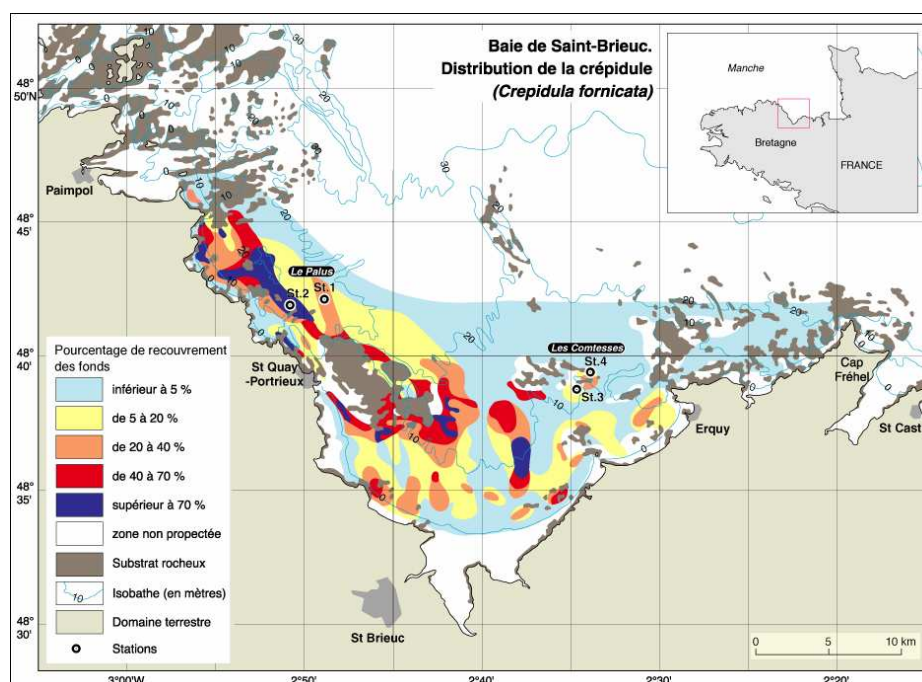 Baie de Saint-Brieuc.
Distribution de la crépidule
(Crepidula fornicata)
Manche
Bretagne
FRANCE
48°
50'N
48°
45'
48°
40'
48°
35'
48°
30'
Paimpol
Le Palus
St.2
St.1
St Quay
-Portrieux
Les Comtesses
St.4
St.3
Cap
Fréhel
Erquy
St Cast
St Brieuc
Pourcentage de recouvrement
des fonds
inférieur à 5 %
de 5 à 20 %
de 20 à 40 %
de 40 à 70 %
supérieur à 70 %
zone non propectée
Substrat rocheux
10
Isobathe (en mètres)
Domaine terrestre
Stations
0 5 10 km
3°00'W
2°50'
2°40'
2°30'
2°20'